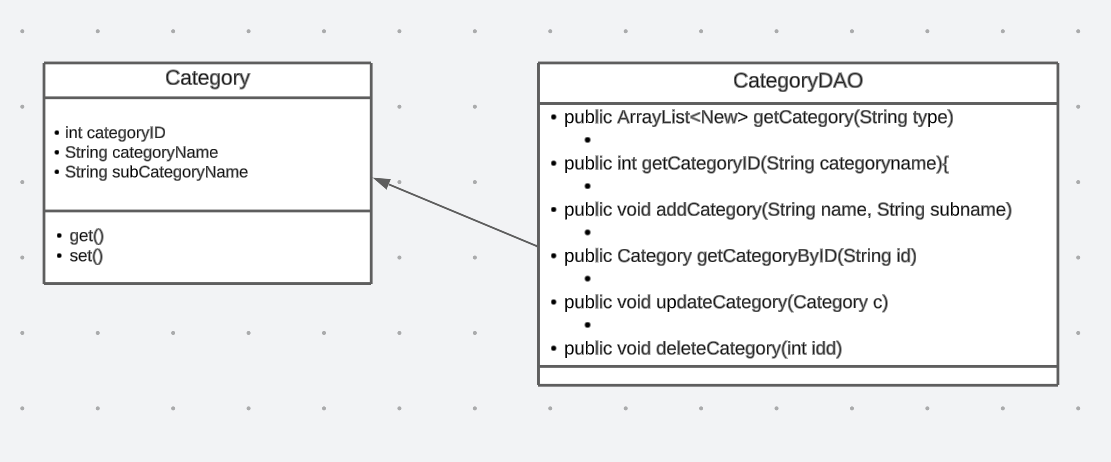 Category
• int categoryID
• String categoryName
• String subCategoryName
• get()
• set()
CategoryDAO
• public ArrayList<New> getCategory(String type)
•
• public int getCategoryID(String categoryname){
•
• public void addCategory(String name, String subname)
•
• public Category getCategoryByID(String id)
•
• public void updateCategory(Category c)
•
• public void deleteCategory(int idd)